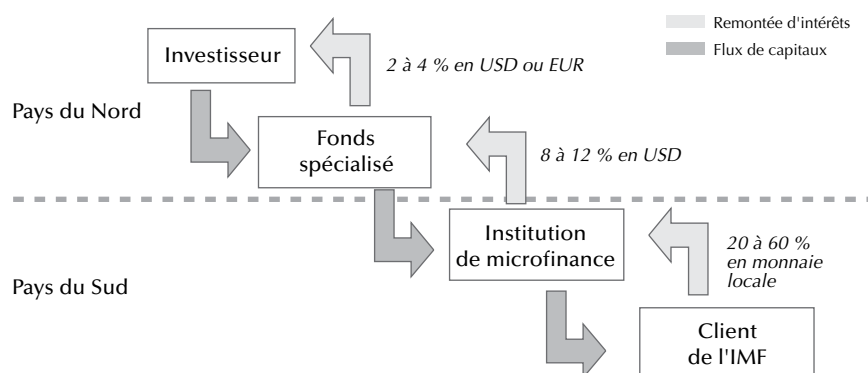 Remontée d'intérêts
Flux de capitaux
Investisseur
2 à 4 % en USD ou EUR
Pays du Nord
Fonds
spécialisé
8 à 12 % en USD
Institution
de microfinance
20 à 60 %
en monnaie
locale
Pays du Sud
Client
de l'IMF